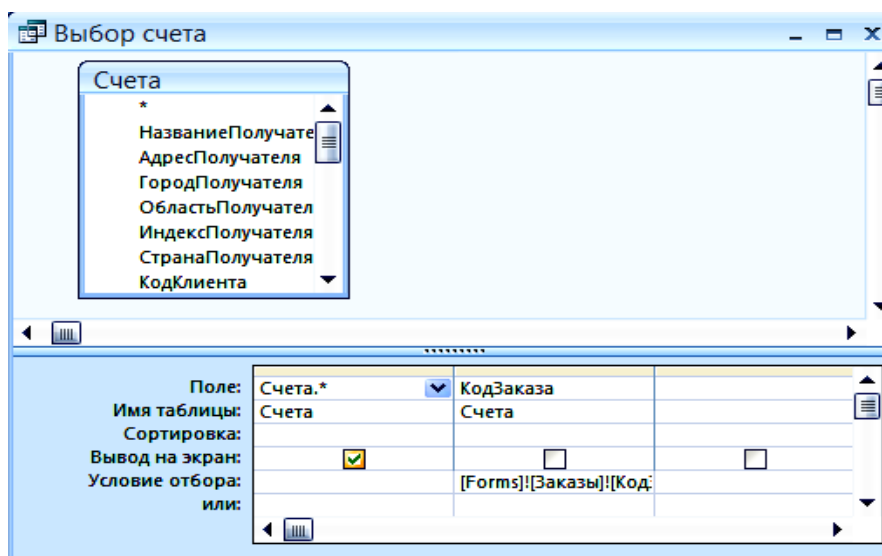 Выбор счета
Счета
*
НазваниеПолучате
АдресПолучателя
ГородПолучателя
ОбластьПолучател
ИндексПолучателя
СтранаПолучателя
КодКлиента
Поле: Счета.* КодЗаказа
Имя таблицы: Счета Счета
Сортировка:
Вывод на экран:
Условие отбора: [Forms]![Заказы]![КодЗ
или: